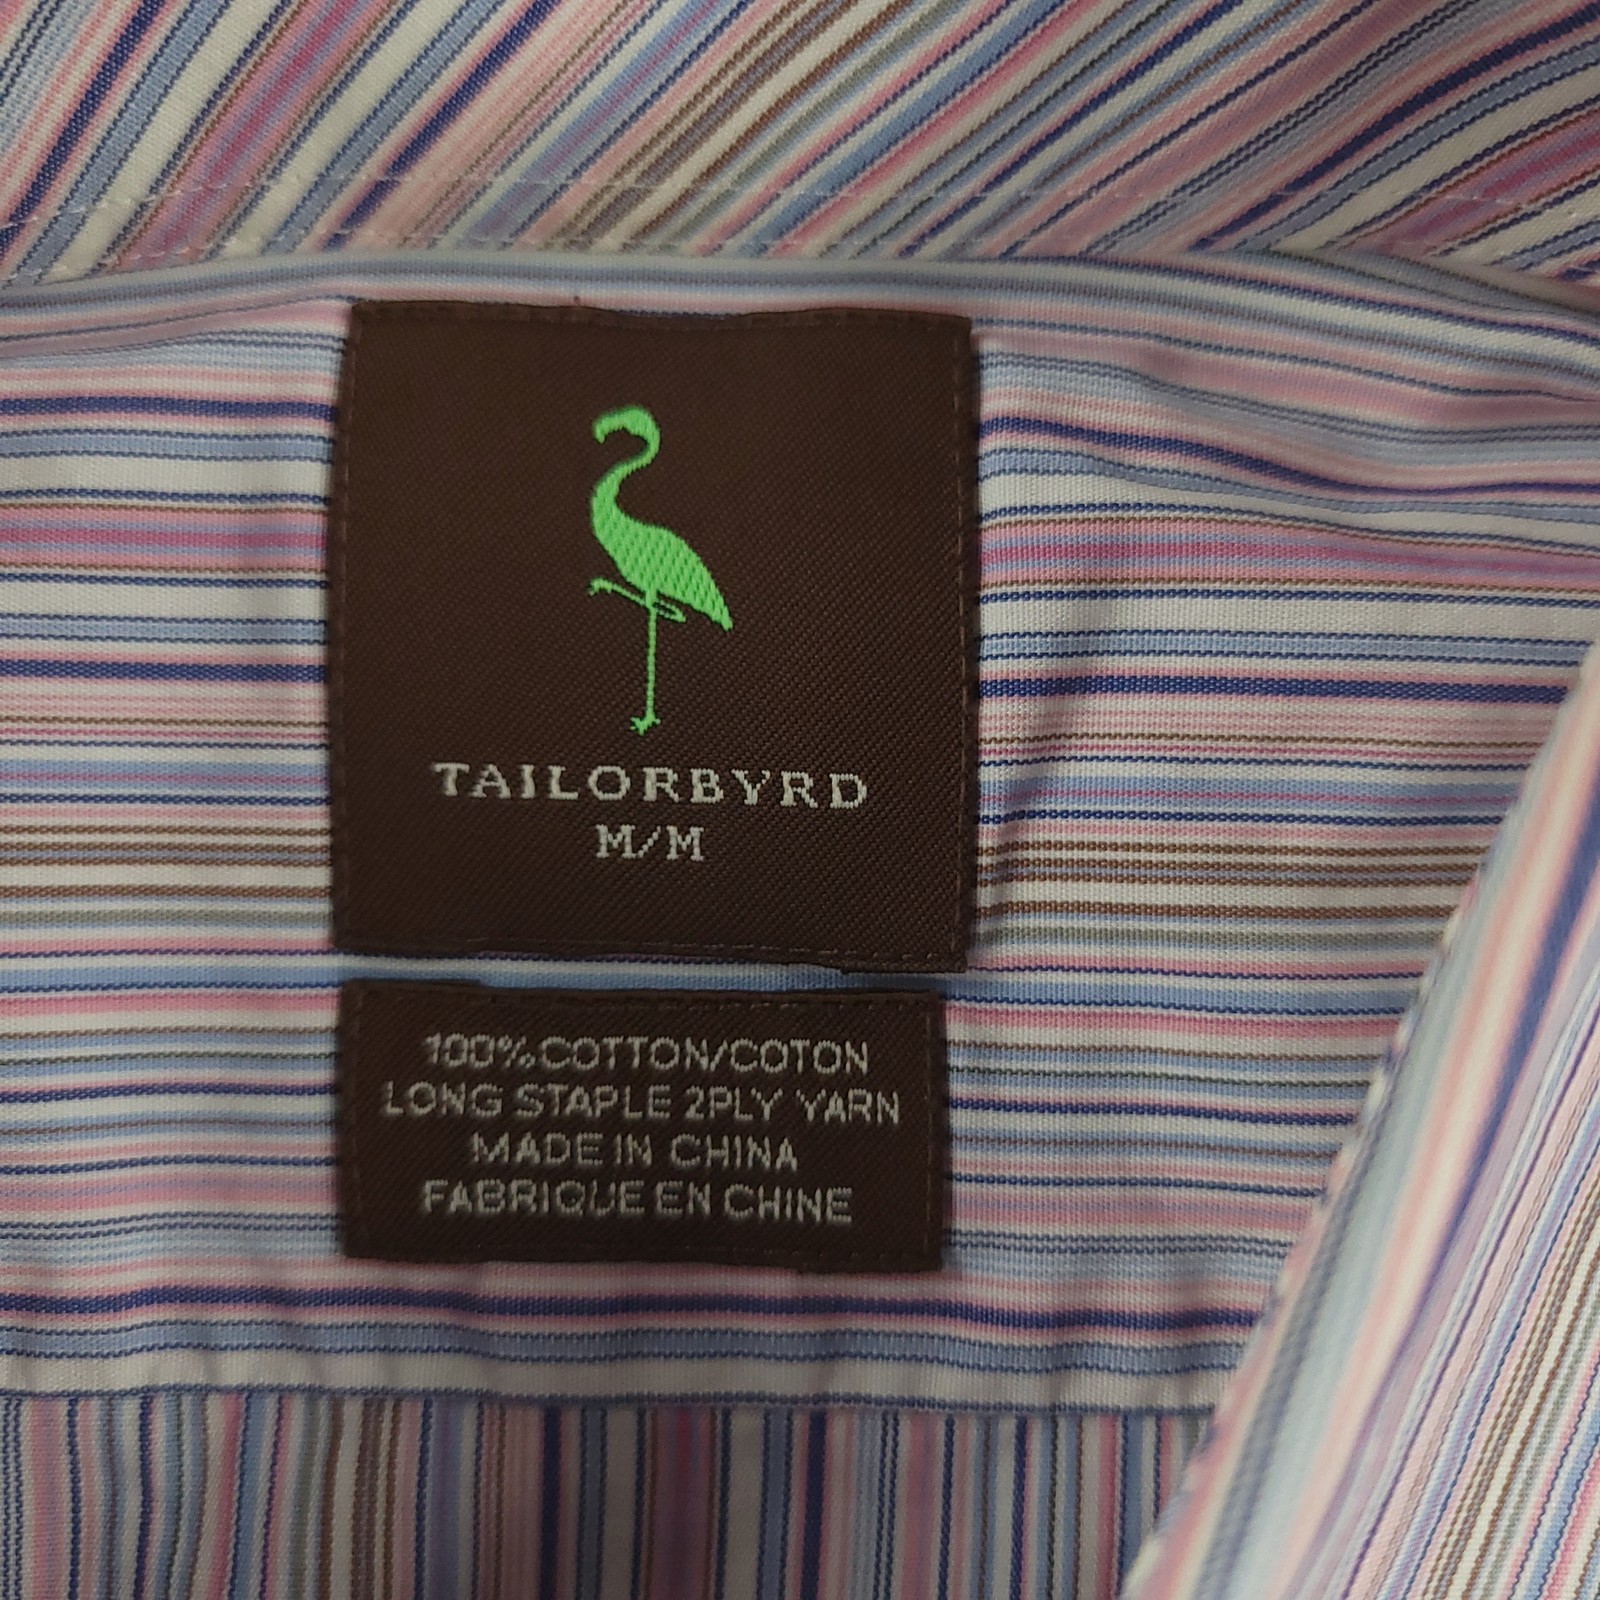 TAILORBYRD
M/M
100% COTTON/COTON
LONG STAPLE 2PLY YARN
MADE IN CHINA
FABRIQUE EN CHINE